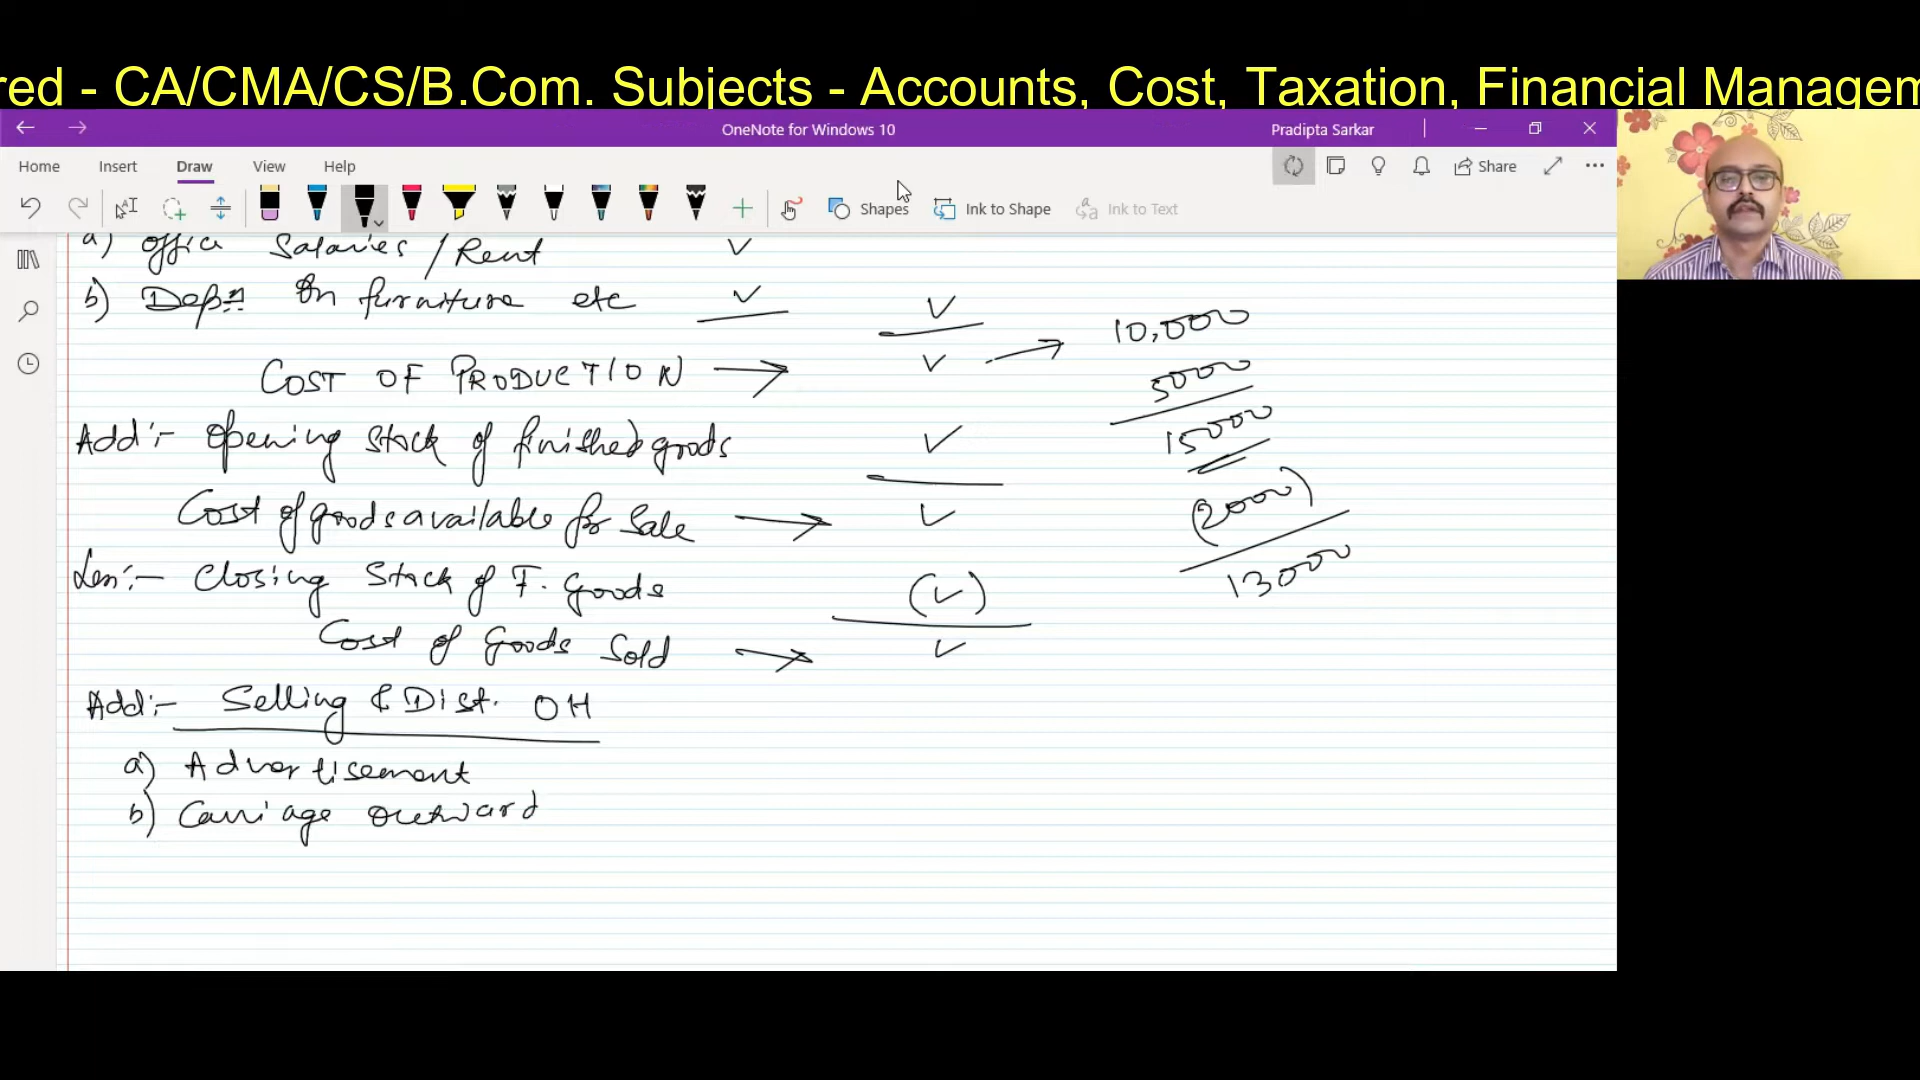 red - CA/CMA/CS/B.Com. Subjects - Accounts, Cost, Taxation, Financial Managem
OneNote for Windows 10
Pradipta Sarkar
Home Insert Draw View Help
Share
Shapes Ink to Shape Ink to Text
a) Office Salaries / Rent
b) Depn On furniture etc
COST OF PRODUCTION
10,000
5000
Add:- Opening Stock of finished goods
15000
Cost of goods available for Sale
(2000)
Less:- Closing Stock of F. Goods
13000
Cost of Goods Sold
Add:- Selling & Dist. OH
a) Advertisement
b) Carriage outward